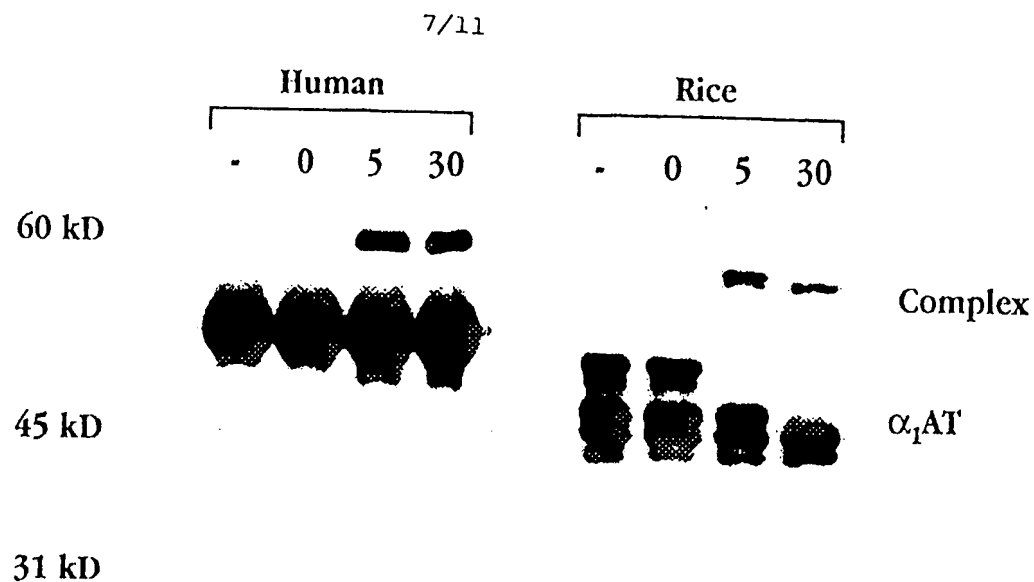 7/11
Human
Rice
- 0 5 30
- 0 5 30
60 kD
Complex
45 kD
α₁AT
31 kD